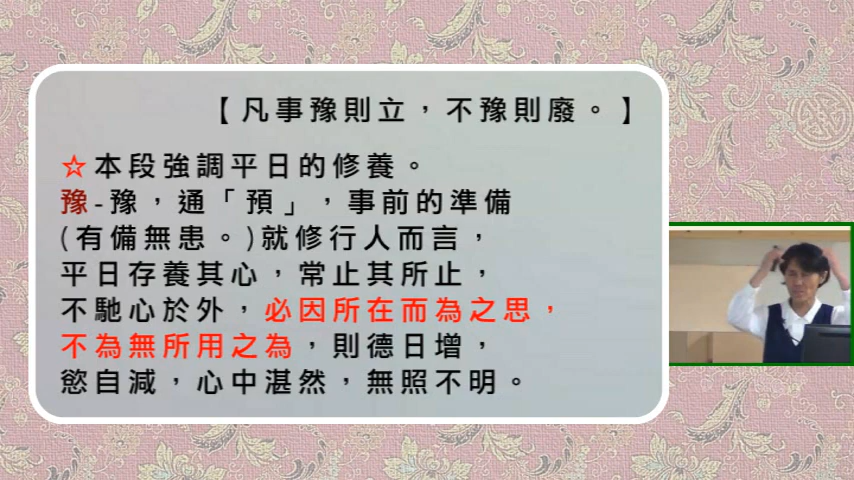 【凡事豫則立，不豫則廢。】
☆本段強調平日的修養。
豫-豫，通「預」，事前的準備
(有備無患。)就修行人而言，
平日存養其心，常止其所止，
不馳心於外，必因所在而為之思，
不為無所用之為，則德日增，
慾自減，心中湛然，無照不明。